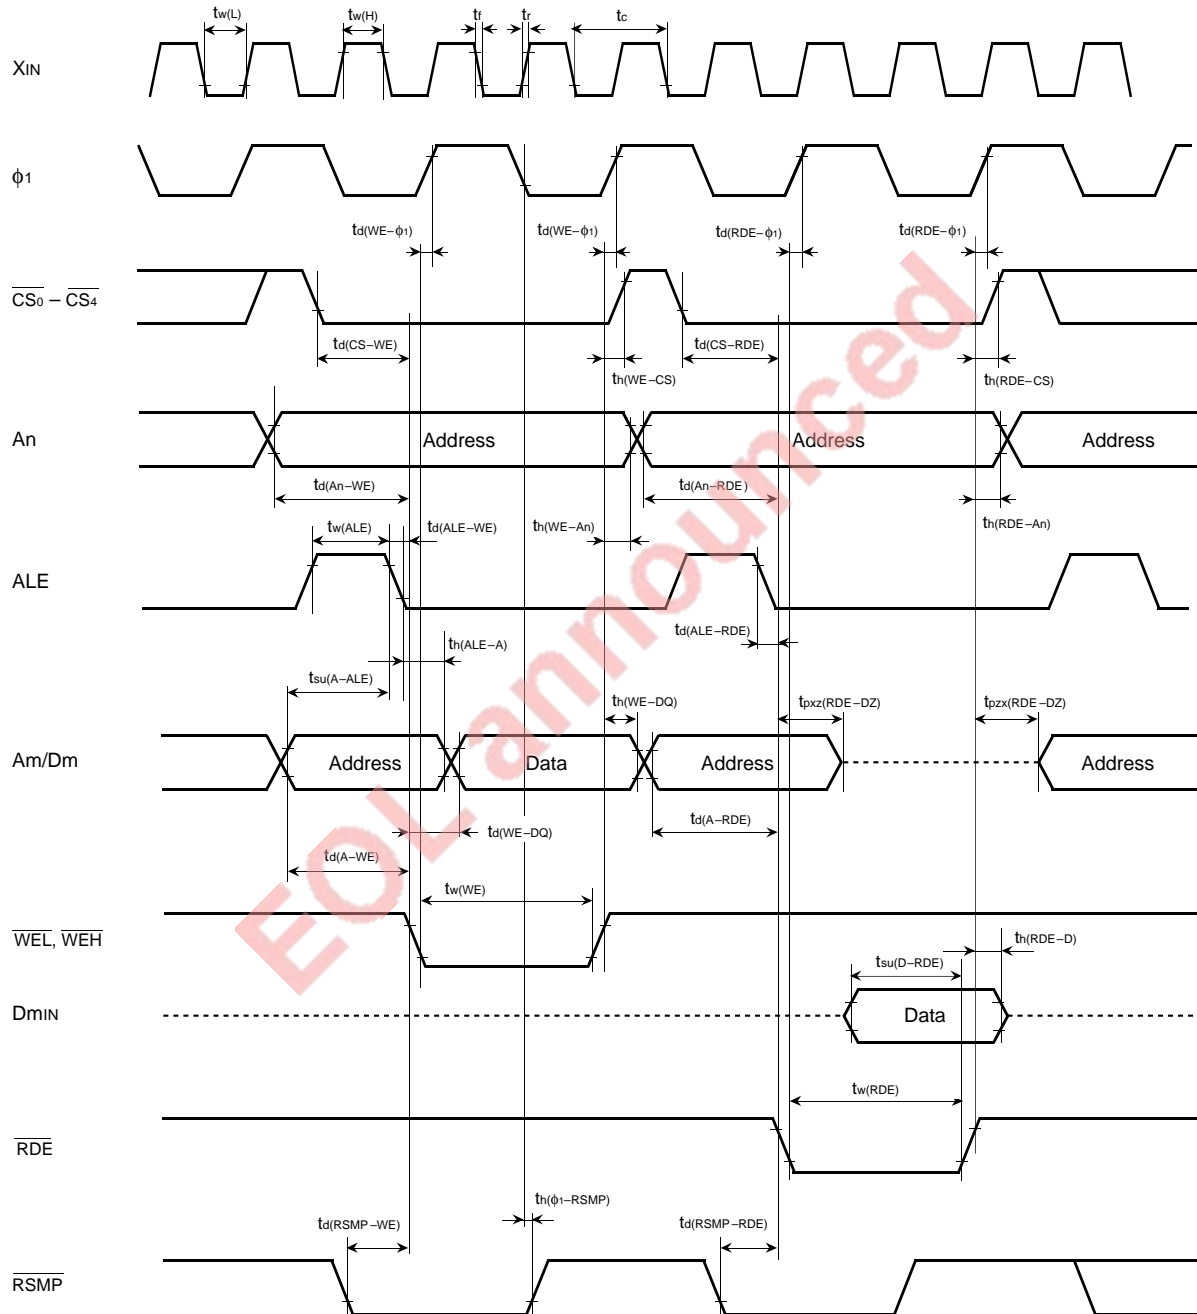 tw(L) tw(H) tf tr tc
XIN
ϕ1
td(WE–ϕ1) td(WE–ϕ1) td(RDE–ϕ1) td(RDE–ϕ1)
CS0 – CS4
td(CS–WE) td(CS–RDE)
th(WE–CS) th(RDE–CS)
An Address Address Address
td(An–WE) td(An–RDE)
tw(ALE) td(ALE–WE) th(WE–An) th(RDE–An)
ALE
td(ALE–RDE)
th(ALE–A)
tsu(A–ALE)
th(WE–DQ) tpxz(RDE–DZ) tpzx(RDE–DZ)
Am/Dm Address Data Address Address
td(WE–DQ) td(A–RDE)
td(A–WE)
tw(WE)
WEL, WEH
th(RDE–D)
tsu(D–RDE)
DmIN Data
tw(RDE)
RDE
th(ϕ1–RSMP)
td(RSMP–WE) td(RSMP–RDE)
RSMP
EOL announced